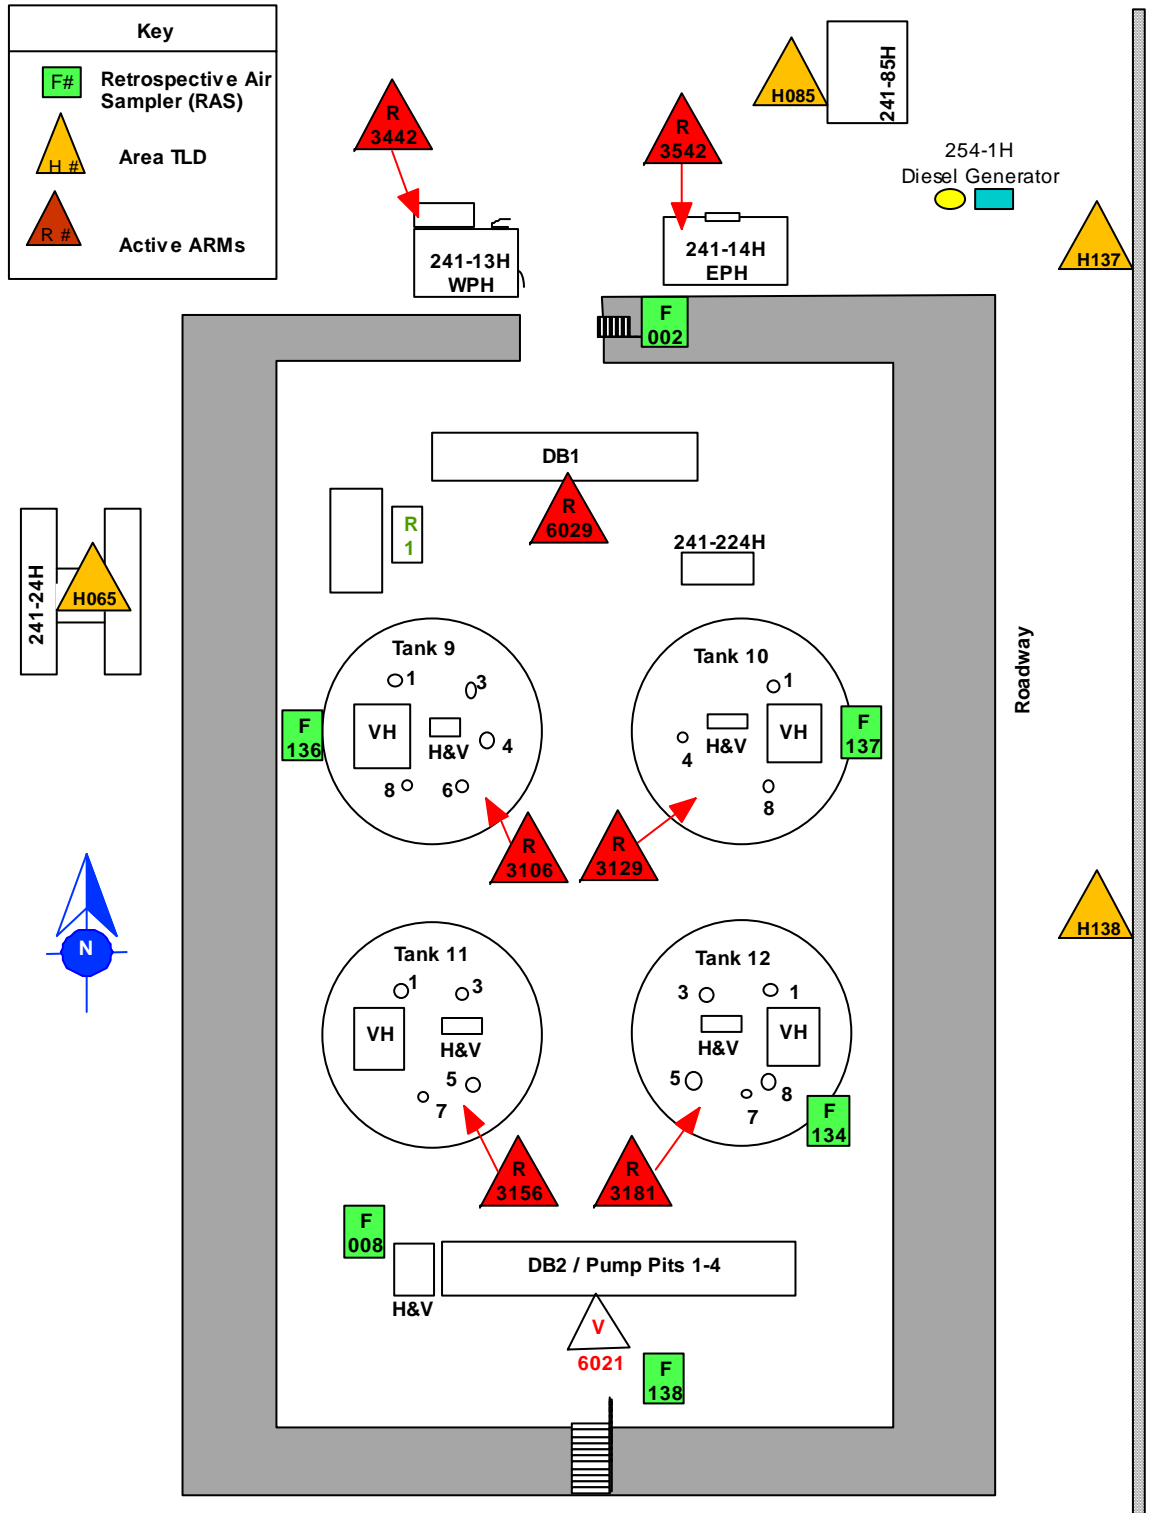 Key
F#
Retrospective Air
Sampler (RAS)
H #
Area TLD
R #
Active ARMs
R
3442
R
3542
H085
241-85H
254-1H
Diesel Generator
H137
241-13H
WPH
241-14H
EPH
F
002
DB1
R
6029
R
1
241-224H
241-24H
H065
Roadway
Tank 9
1
3
VH
H&V
4
8
6
F
136
Tank 10
1
H&V
VH
4
8
F
137
R
3106
R
3129
H138
N
Tank 11
1
3
VH
H&V
5
7
Tank 12
3
1
H&V
VH
5
8
7
F
134
R
3156
R
3181
F
008
H&V
DB2 / Pump Pits 1-4
V
6021
F
138